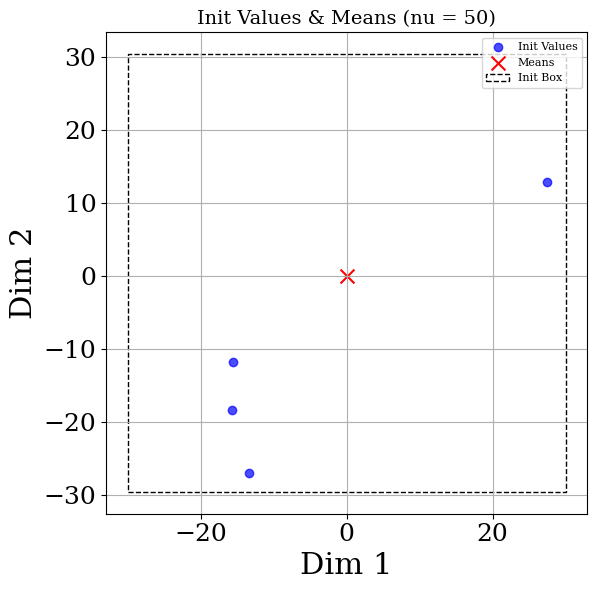 Init Values & Means (nu = 50)
Init Values
Means
Init Box
Dim 2
30
20
10
0
−10
−20
−30
−20
0
20
Dim 1